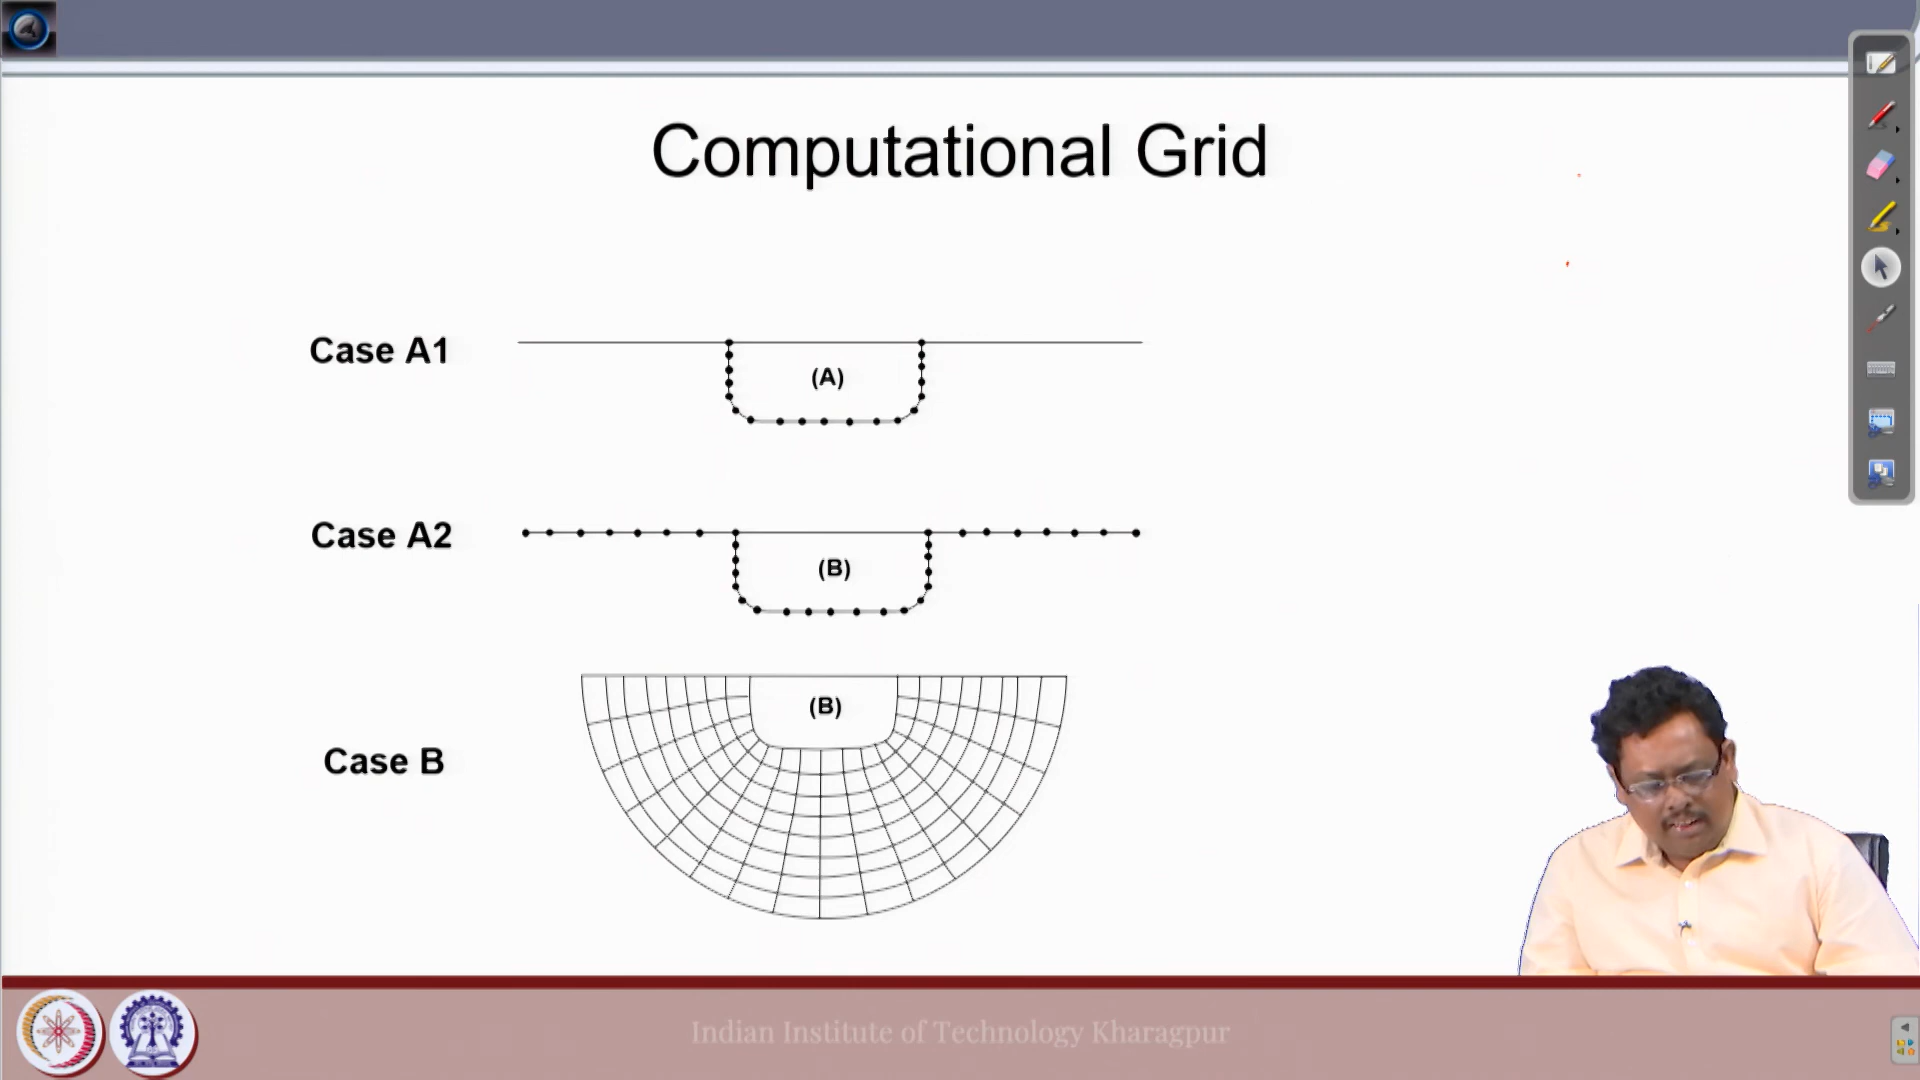 Computational Grid
Case A1
(A)
Case A2
(B)
(B)
Case B
Indian Institute of Technology Kharagpur